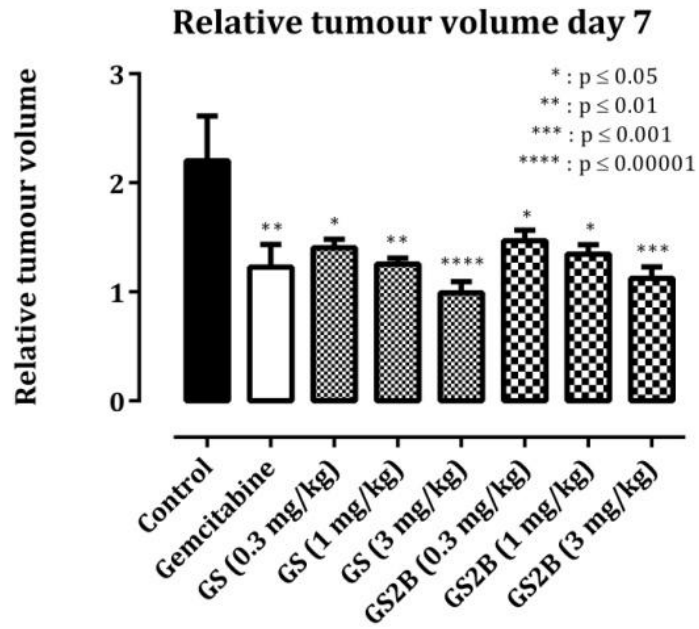 Relative tumour volume day 7
Relative tumour volume
3
2
1
0
* : p ≤ 0.05
** : p ≤ 0.01
*** : p ≤ 0.001
**** : p ≤ 0.00001
**
*
**
****
*
*
***
Control
Gemcitabine
GS (0.3 mg/kg)
GS (1 mg/kg)
GS (3 mg/kg)
GS2B (0.3 mg/kg)
GS2B (1 mg/kg)
GS2B (3 mg/kg)